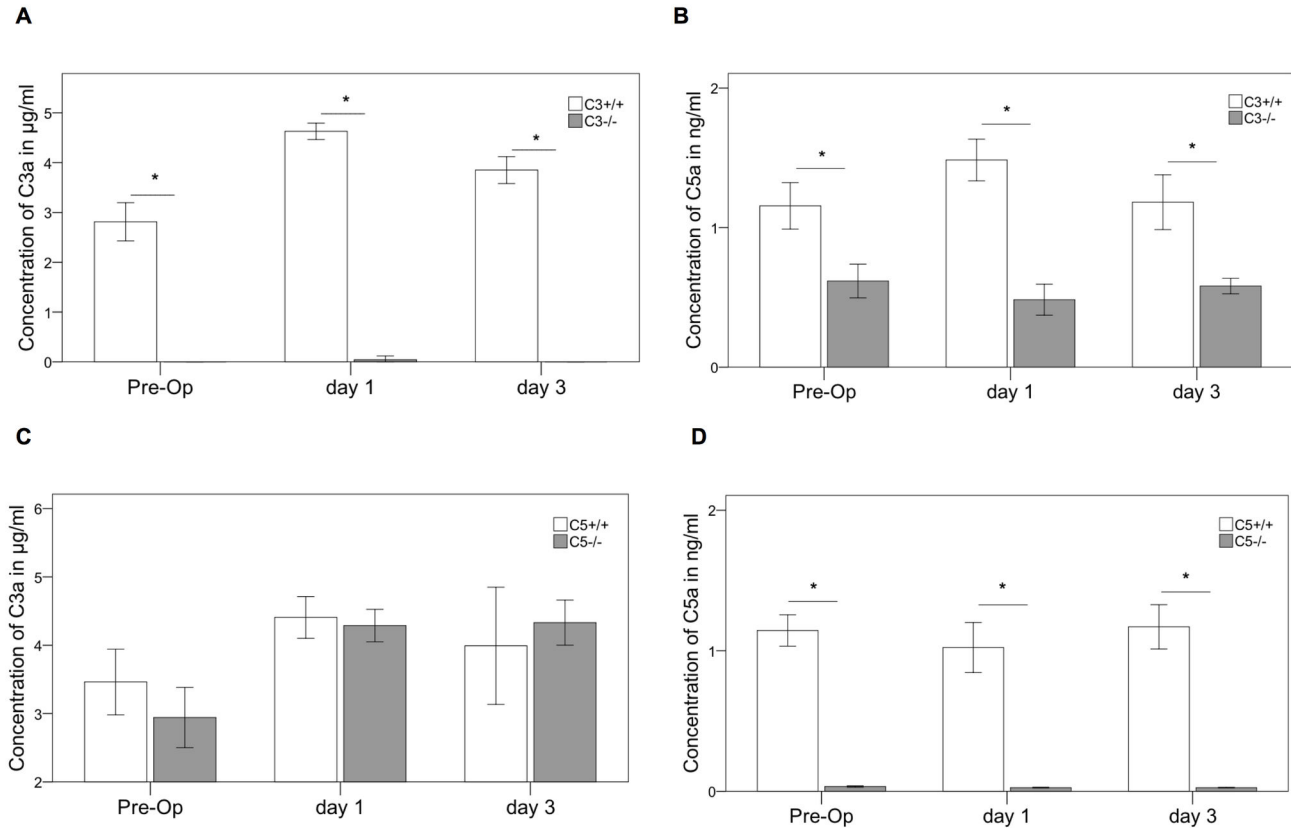 A
Concentration of C3a in µg/ml
5
4
3
2
1
0
C3+/+
C3-/-
*
*
*
Pre-Op day 1 day 3
B
Concentration of C5a in ng/ml
2
1
0
C3+/+
C3-/-
*
*
*
Pre-Op day 1 day 3
C
Concentration of C3a in µg/ml
6
5
4
3
2
C5+/+
C5-/-
Pre-Op day 1 day 3
D
Concentration of C5a in ng/ml
2
1
0
C5+/+
C5-/-
*
*
*
Pre-Op day 1 day 3